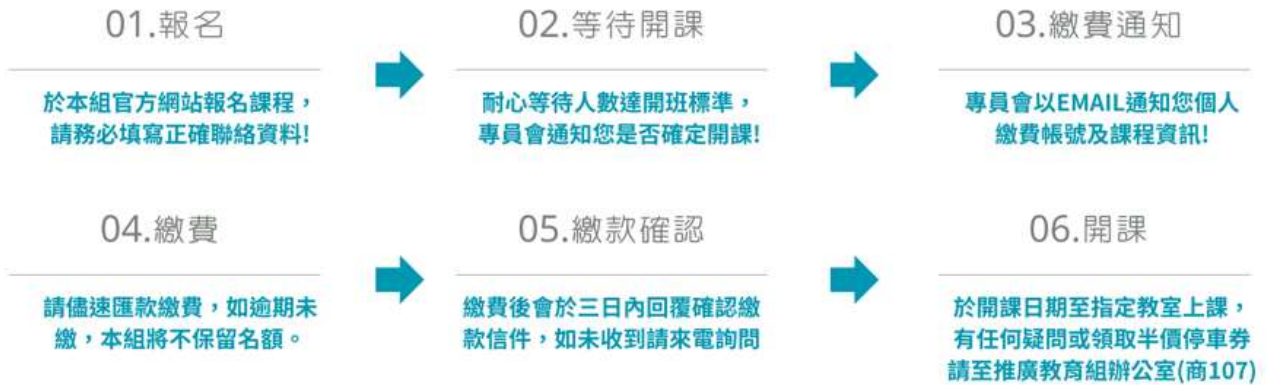 01.報名
於本組官方網站報名課程，
請務必填寫正確聯絡資料!
02.等待開課
耐心等待人數達開班標準，
專員會通知您是否確定開課!
03.繳費通知
專員會以EMAIL通知您個人
繳費帳號及課程資訊!
04.繳費
請儘速匯款繳費，如逾期未
繳，本組將不保留名額。
05.繳款確認
繳費後會於三日內回覆確認繳
款信件，如未收到請來電詢問
06.開課
於開課日期至指定教室上課，
有任何疑問或領取半價停車券
請至推廣教育組辦公室(商107)